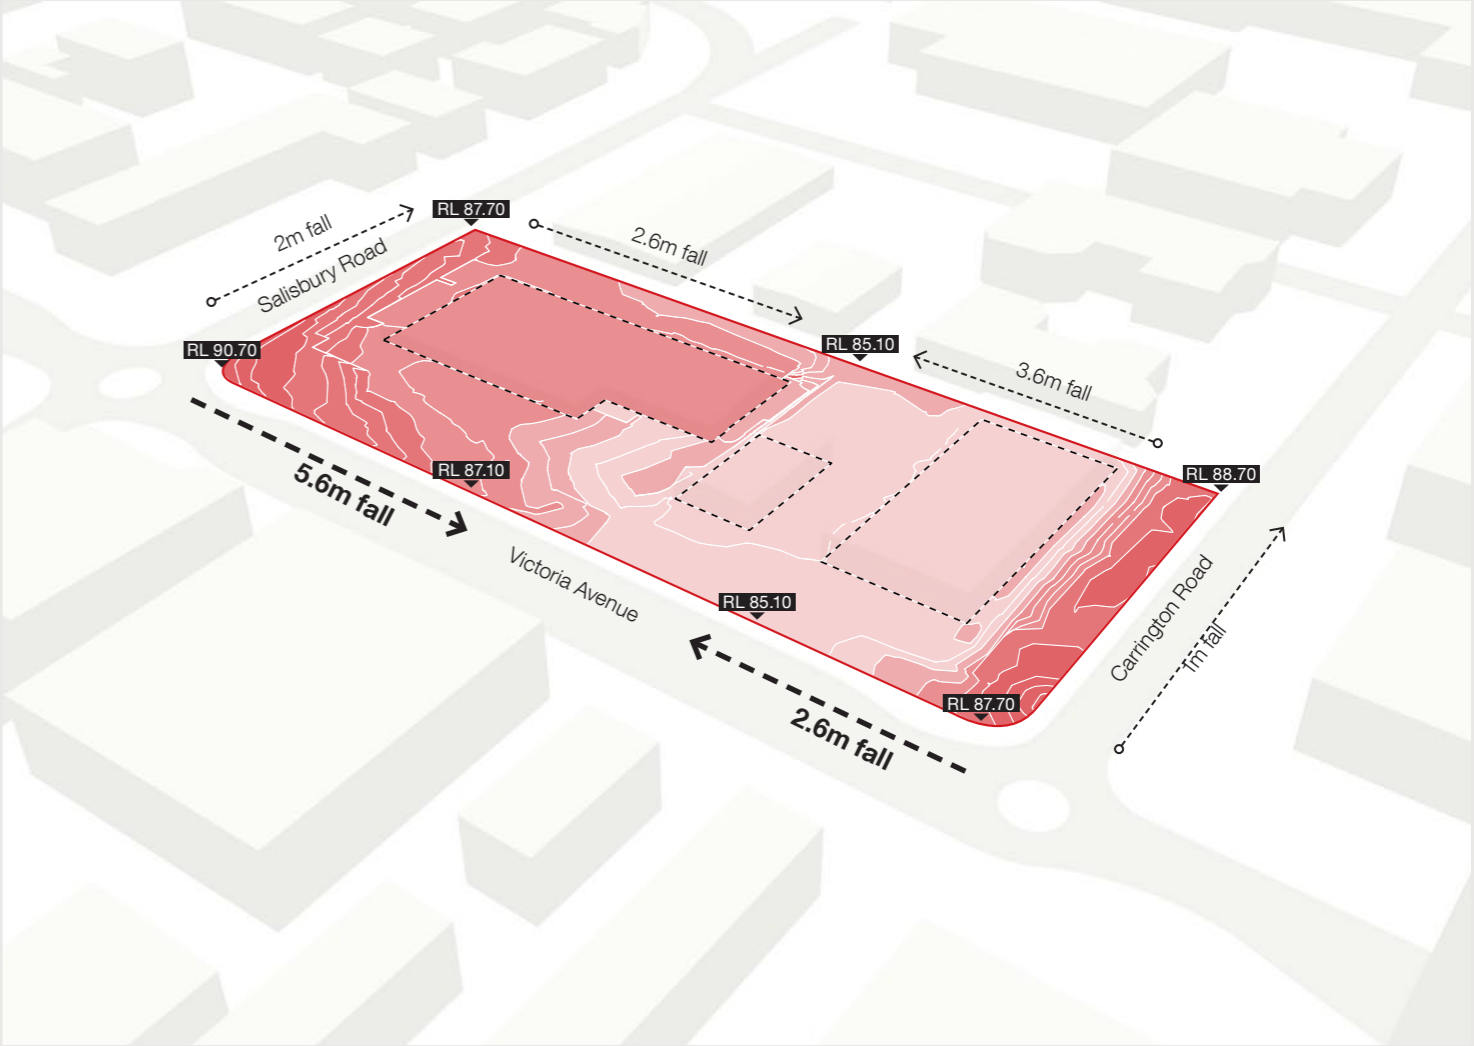 RL 87.70
2m fall
2.6m fall
Salisbury Road
RL 90.70
RL 85.10
3.6m fall
RL 88.70
RL 87.10
5.6m fall
Victoria Avenue
RL 85.10
Carrington Road
1m fall
RL 87.70
2.6m fall